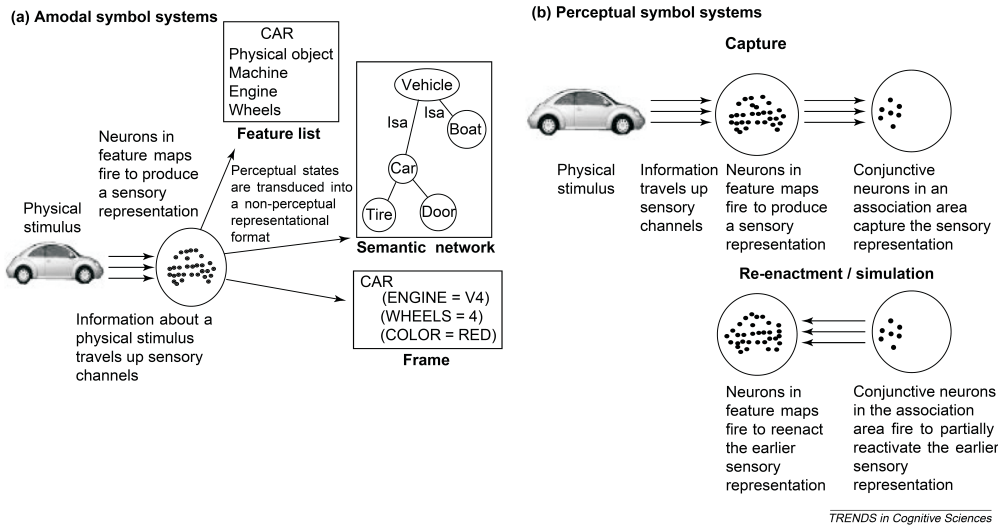 (a) Amodal symbol systems
CAR
Physical object
Machine
Engine
Wheels
Feature list
Vehicle
Isa
Isa
Boat
Car
Tire
Door
Semantic network
Neurons in
feature maps
fire to produce
a sensory
representation
Perceptual states
are transduced into
a non-perceptual
representational
format
Physical
stimulus
Information about a
physical stimulus
travels up sensory
channels
CAR
(ENGINE = V4)
(WHEELS = 4)
(COLOR = RED)
Frame
(b) Perceptual symbol systems
Capture
Physical
stimulus
Information
travels up
sensory
channels
Neurons in
feature maps
fire to produce
a sensory
representation
Conjunctive
neurons in an
association area
capture the sensory
representation
Re-enactment / simulation
Neurons in
feature maps
fire to reenact
the earlier
sensory
representation
Conjunctive neurons
in the association
area fire to partially
reactivate the earlier
sensory
representation
TRENDS in Cognitive Sciences